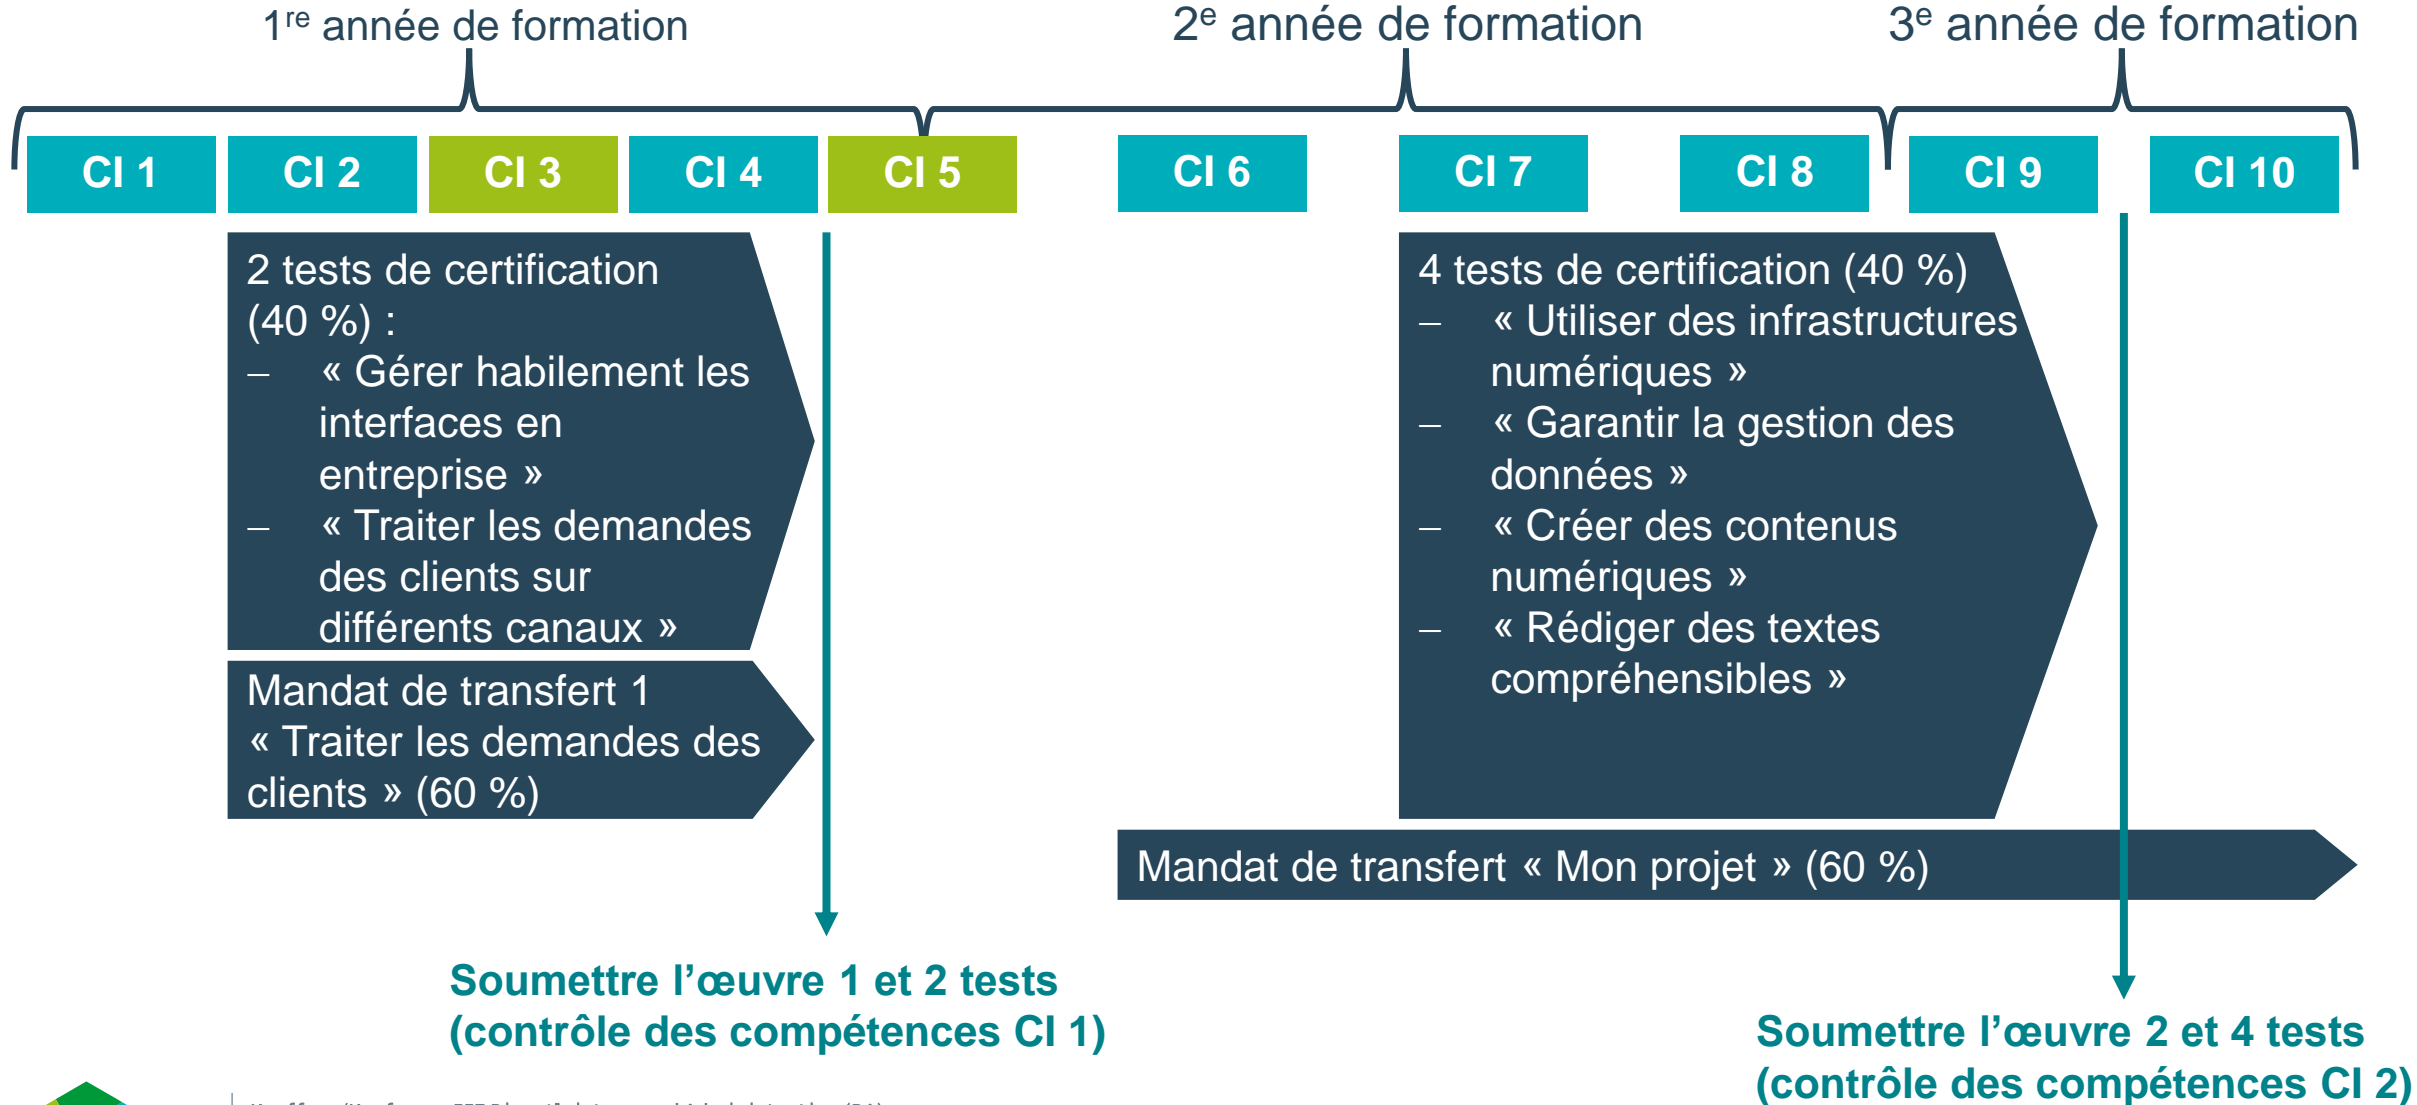 1re année de formation
2e année de formation
3e année de formation
CI 1
CI 2
CI 3
CI 4
CI 5
CI 6
CI 7
CI 8
CI 9
CI 10
2 tests de certification
(40 %) :
– « Gérer habilement les
interfaces en
entreprise »
– « Traiter les demandes
des clients sur
différents canaux »
Mandat de transfert 1
« Traiter les demandes des
clients » (60 %)
4 tests de certification (40 %)
– « Utiliser des infrastructures
numériques »
– « Garantir la gestion des
données »
– « Créer des contenus
numériques »
– « Rédiger des textes
compréhensibles »
Mandat de transfert « Mon projet » (60 %)
Soumettre l’œuvre 1 et 2 tests
(contrôle des compétences CI 1)
Soumettre l’œuvre 2 et 4 tests
(contrôle des compétences CI 2)